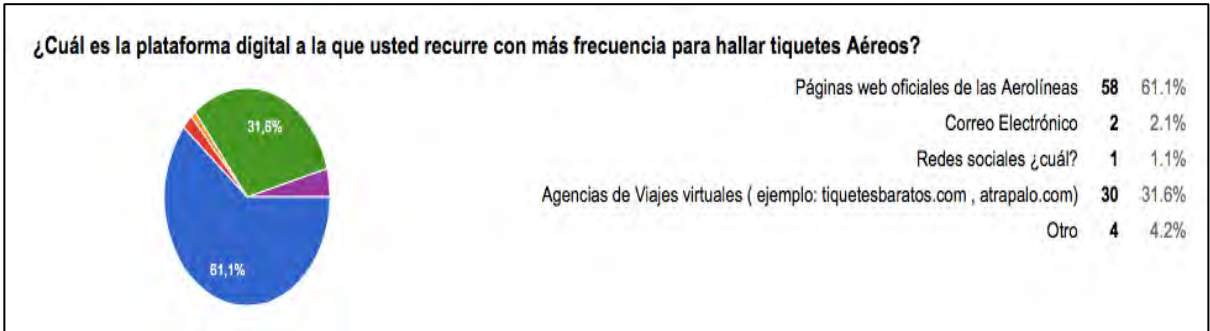 ¿Cuál es la plataforma digital a la que usted recurre con más frecuencia para hallar tiquetes Aéreos?
31,6%
61,1%
Páginas web oficiales de las Aerolíneas 58 61.1%
Correo Electrónico 2 2.1%
Redes sociales ¿cuál? 1 1.1%
Agencias de Viajes virtuales ( ejemplo: tiquetesbaratos.com , atrapalo.com) 30 31.6%
Otro 4 4.2%